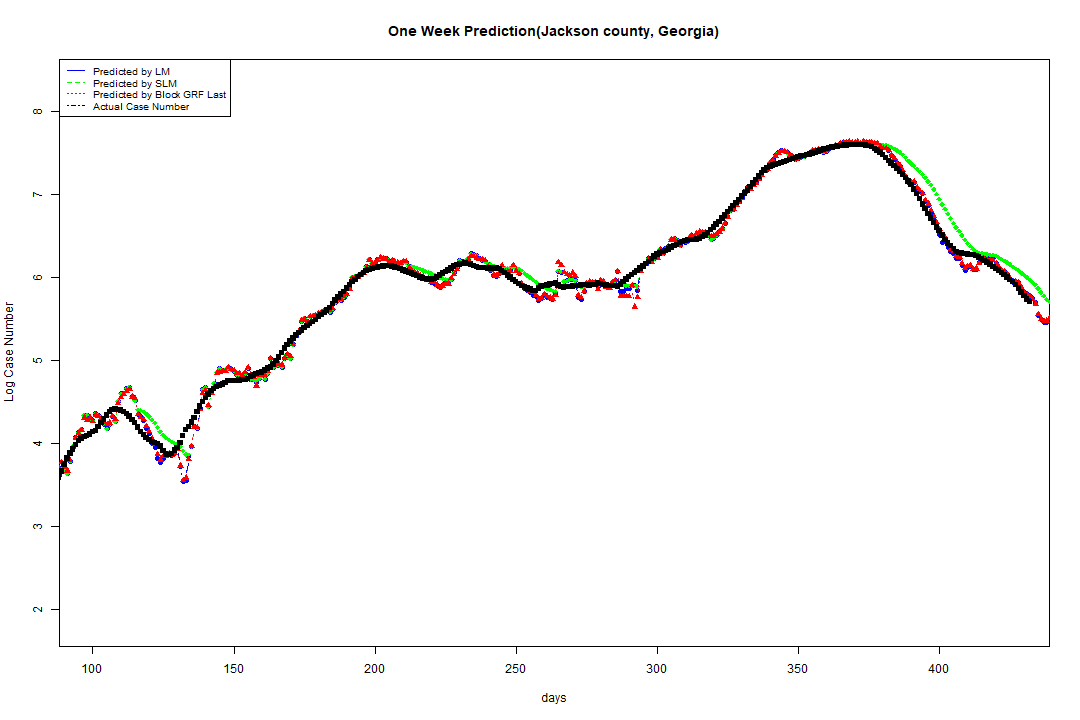 One Week Prediction(Jackson county, Georgia)
Predicted by LM
Predicted by SLM
Predicted by Block GRF Last
Actual Case Number
Log Case Number
8
7
6
5
4
3
2
100 150 200 250 300 350 400
days